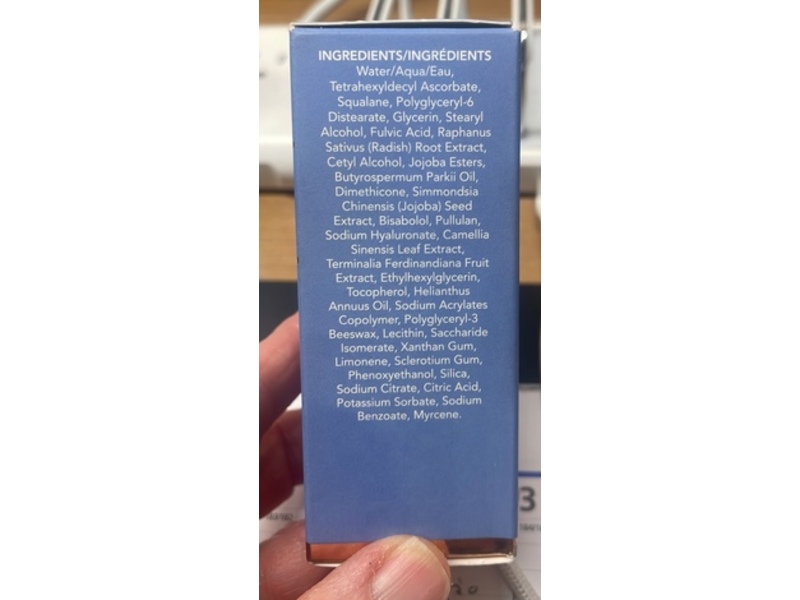 INGREDIENTS/INGRÉDIENTS
Water/Aqua/Eau,
Tetrahexyldecyl Ascorbate,
Squalane, Polyglyceryl-6
Distearate, Glycerin, Stearyl
Alcohol, Fulvic Acid, Raphanus
Sativus (Radish) Root Extract,
Cetyl Alcohol, Jojoba Esters,
Butyrospermum Parkii Oil,
Dimethicone, Simmondsia
Chinensis (Jojoba) Seed
Extract, Bisabolol, Pullulan,
Sodium Hyaluronate, Camellia
Sinensis Leaf Extract,
Terminalia Ferdinandiana Fruit
Extract, Ethylhexylglycerin,
Tocopherol, Helianthus
Annuus Oil, Sodium Acrylates
Copolymer, Polyglyceryl-3
Beeswax, Lecithin, Saccharide
Isomerate, Xanthan Gum,
Limonene, Sclerotium Gum,
Phenoxyethanol, Silica,
Sodium Citrate, Citric Acid,
Potassium Sorbate, Sodium
Benzoate, Myrcene.
3